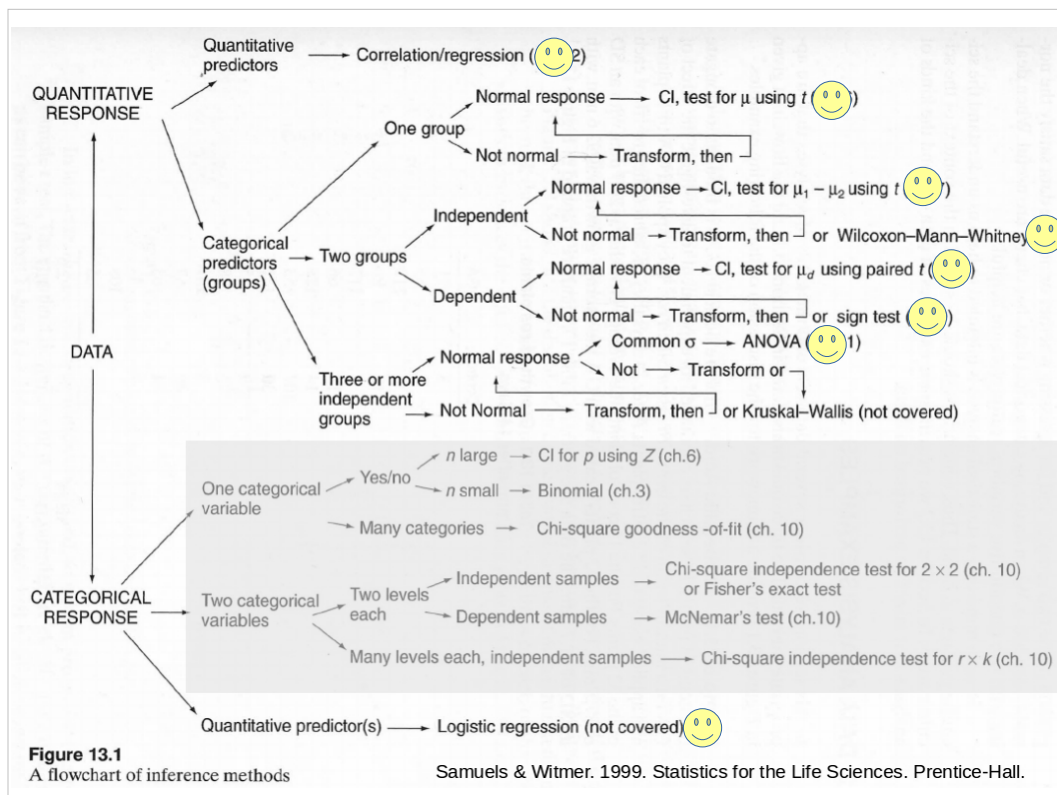 Quantitative
predictors
Correlation/regression ( 2)
QUANTITATIVE
RESPONSE
Normal response
CI, test for μ using t (
One group
Not normal
Transform, then
Normal response
CI, test for μ₁ – μ₂ using t ( )
Independent
Categorical
predictors
(groups)
Two groups
Not normal
Transform, then
or Wilcoxon–Mann–Whitney
Normal response
CI, test for μd using paired t ( )
Dependent
Not normal
Transform, then
or sign test ( )
DATA
Common σ
ANOVA ( 1)
Normal response
Three or more
independent
groups
Not
Transform or
Not Normal
Transform, then
or Kruskal–Wallis (not covered)
n large
CI for p using Z (ch.6)
One categorical
variable
Yes/no
n small
Binomial (ch.3)
Many categories
Chi-square goodness -of-fit (ch. 10)
Independent samples
Chi-square independence test for 2 × 2 (ch. 10)
or Fisher's exact test
CATEGORICAL
RESPONSE
Two categorical
variables
Two levels
each
Dependent samples
McNemar's test (ch.10)
Many levels each, independent samples
Chi-square independence test for r × k (ch. 10)
Quantitative predictor(s)
Logistic regression (not covered)
Figure 13.1
A flowchart of inference methods
Samuels & Witmer. 1999. Statistics for the Life Sciences. Prentice-Hall.